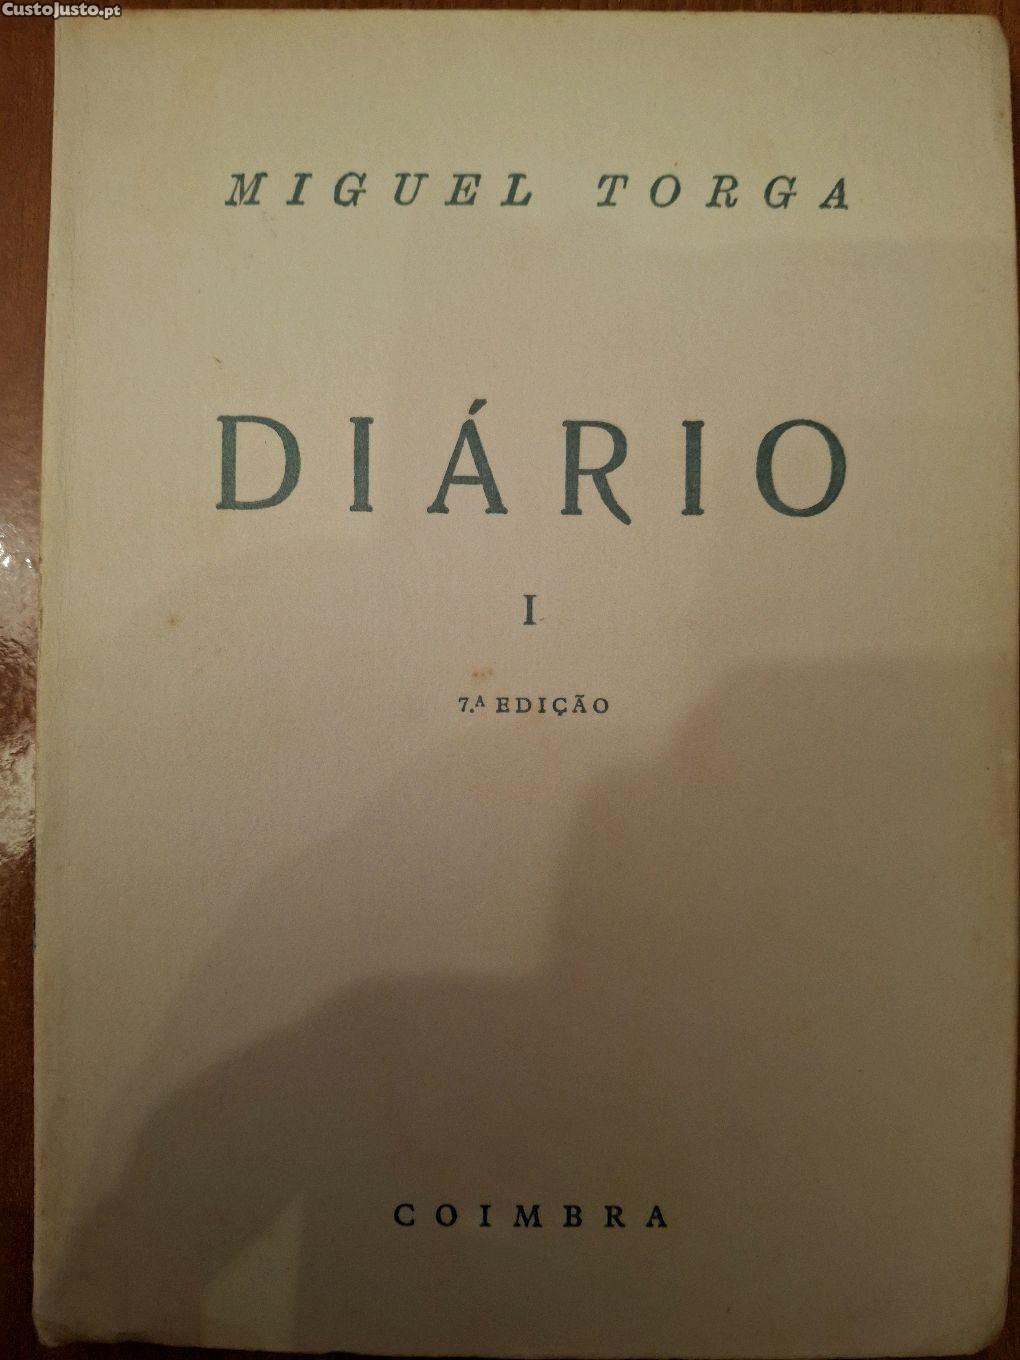 CustoJusto.pt
MIGUEL TORGA
DIÁRIO
I
7.ª EDIÇÃO
COIMBRA